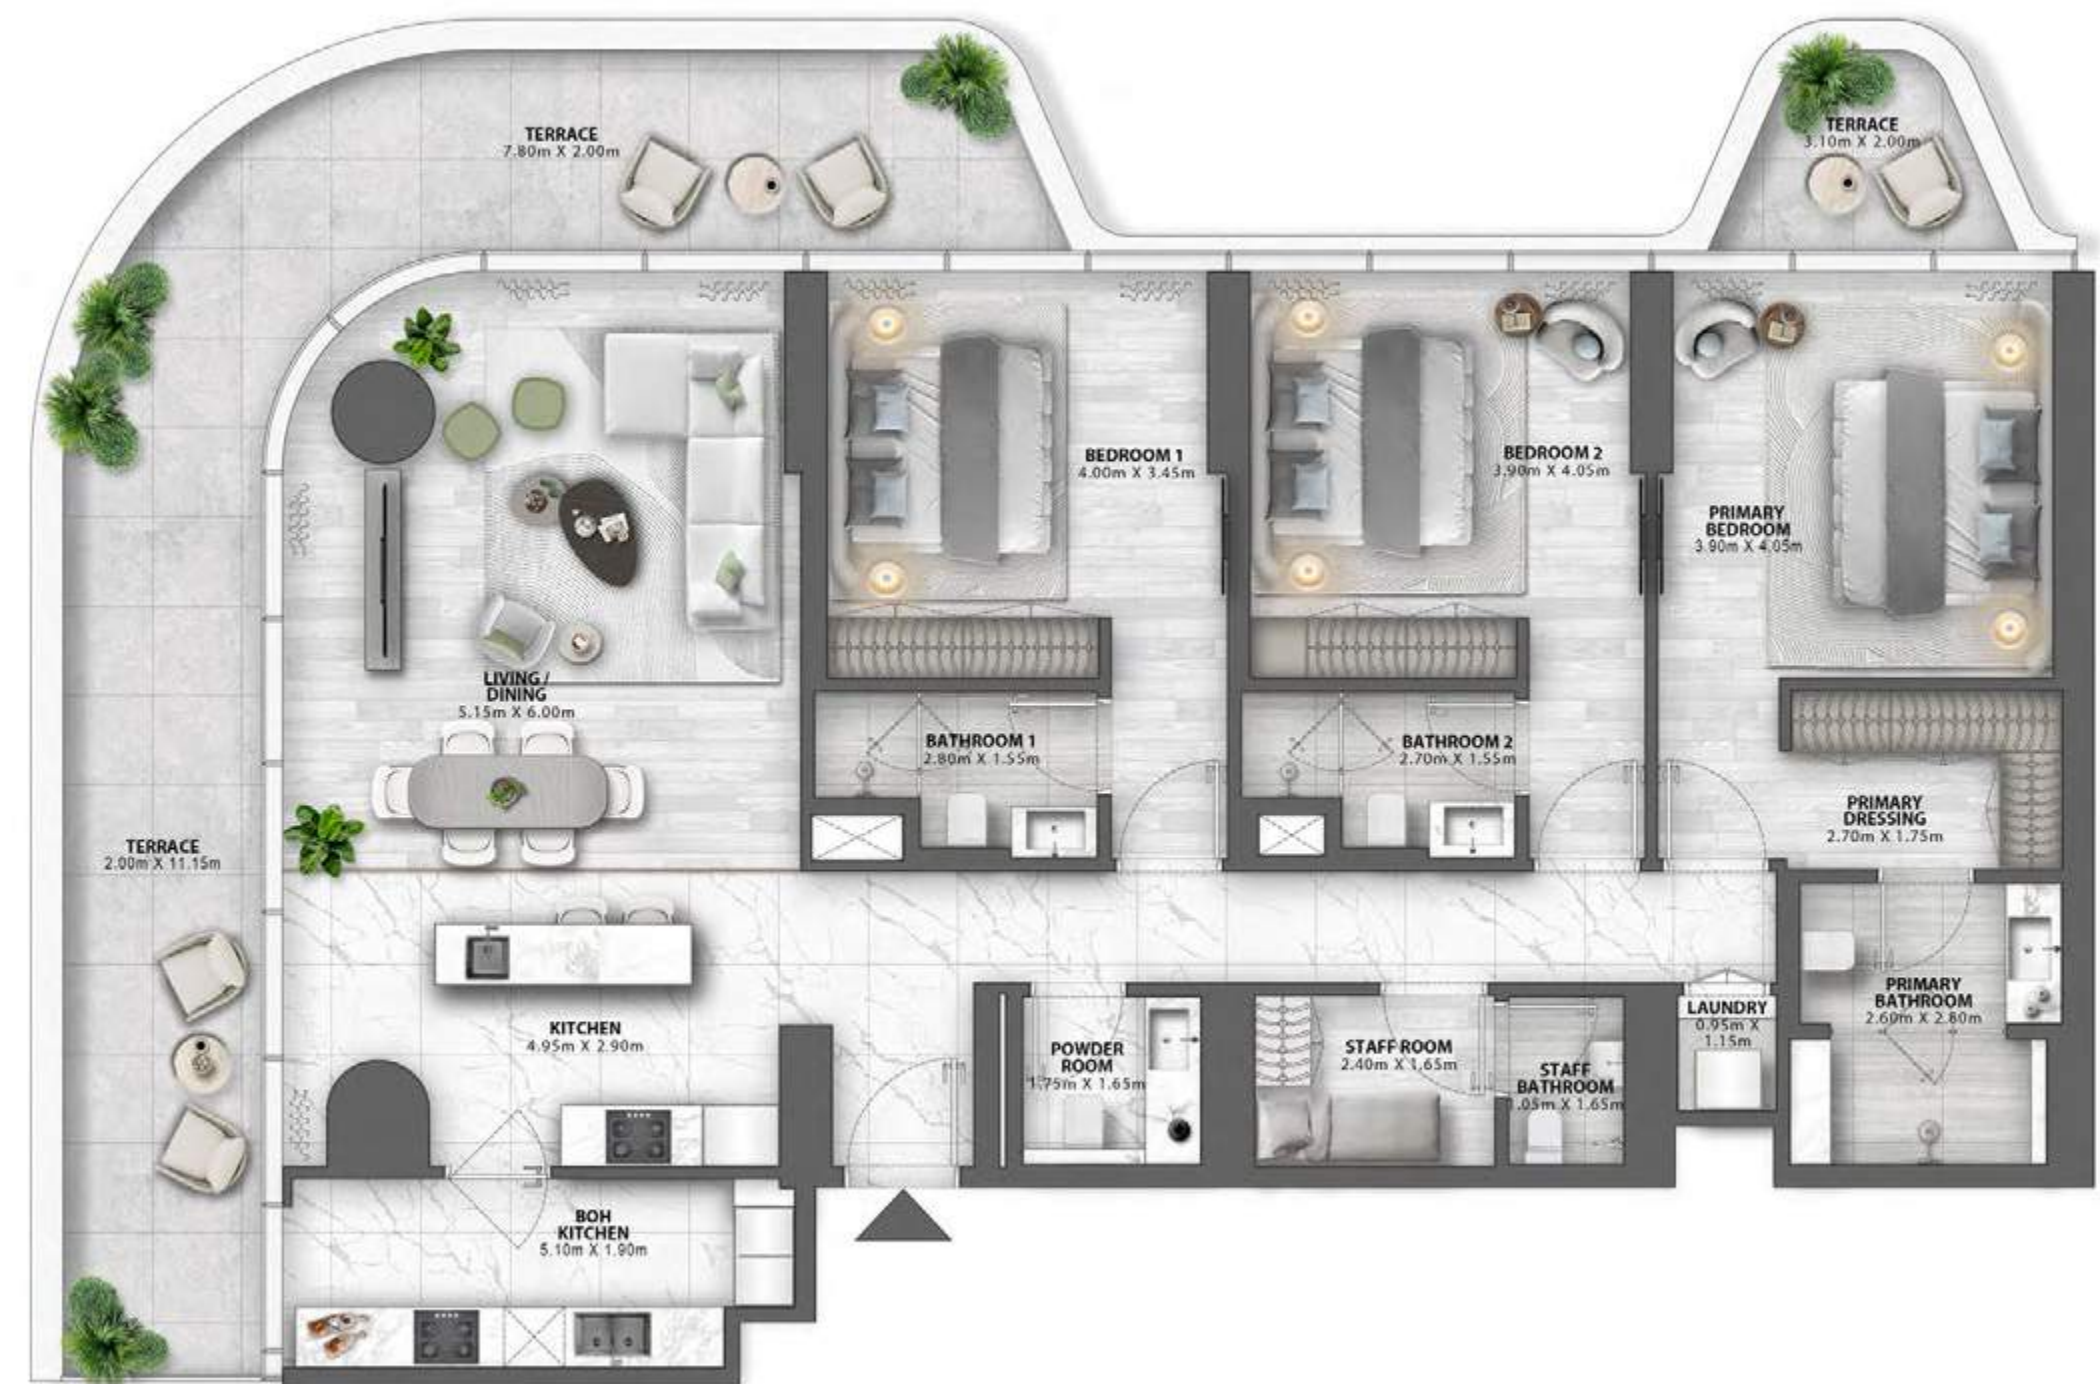 TERRACE
7.80m X 2.00m
TERRACE
3.10m X 2.00m
BEDROOM 1
4.00m X 3.45m
BEDROOM 2
3.90m X 4.05m
PRIMARY
BEDROOM
3.90m X 4.05m
LIVING /
DINING
5.15m X 6.00m
BATHROOM 1
2.80m X 1.55m
BATHROOM 2
2.70m X 1.55m
PRIMARY
DRESSING
2.70m X 1.75m
TERRACE
2.00m X 11.15m
KITCHEN
4.95m X 2.90m
POWDER
ROOM
1.75m X 1.65m
STAFF ROOM
2.40m X 1.65m
STAFF
BATHROOM
1.05m X 1.65m
LAUNDRY
0.95m X
1.15m
PRIMARY
BATHROOM
2.60m X 2.80m
BOH
KITCHEN
5.10m X 1.90m